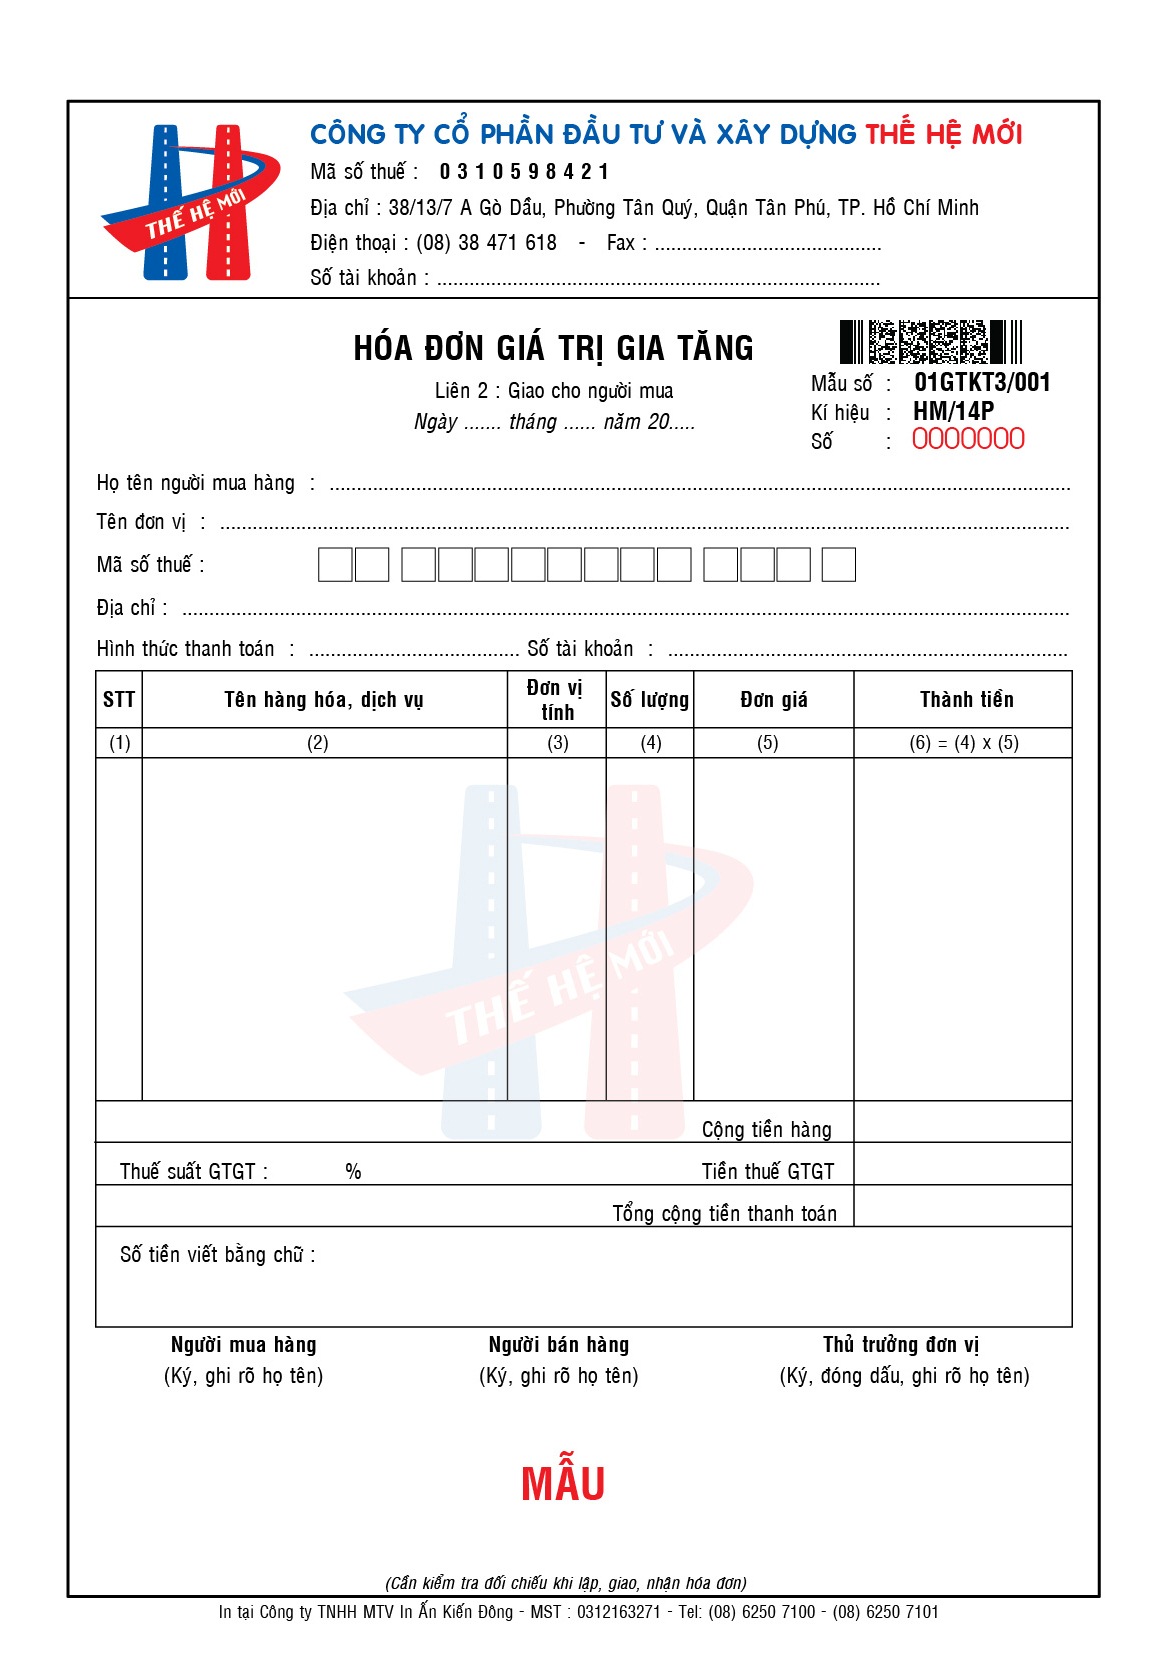 THẾ HỆ MỚI
CÔNG TY CỔ PHẦN ĐẦU TƯ VÀ XÂY DỰNG THẾ HỆ MỚI
Mã số thuế : 0310598421
Địa chỉ : 38/13/7 A Gò Dầu, Phường Tân Quý, Quận Tân Phú, TP. Hồ Chí Minh
Điện thoại : (08) 38 471 618 - Fax : ..........................................
Số tài khoản : ..................................................................................
HÓA ĐƠN GIÁ TRỊ GIA TĂNG
Liên 2 : Giao cho người mua
Ngày ....... tháng ...... năm 20.....
Mẫu số : 01GTKT3/001
Kí hiệu : HM/14P
Số : 0000000
Họ tên người mua hàng : ..........................................................................................
Tên đơn vị : ..........................................................................................
Mã số thuế :
Địa chỉ : ..........................................................................................
Hình thức thanh toán : ....................................... Số tài khoản : ..........................................................................
STT Tên hàng hóa, dịch vụ Đơn vị tính Số lượng Đơn giá Thành tiền
(1) (2) (3) (4) (5) (6) = (4) x (5)
THẾ HỆ MỚI
Cộng tiền hàng
Thuế suất GTGT : % Tiền thuế GTGT
Tổng cộng tiền thanh toán
Số tiền viết bằng chữ :
Người mua hàng Người bán hàng Thủ trưởng đơn vị
(Ký, ghi rõ họ tên) (Ký, ghi rõ họ tên) (Ký, đóng dấu, ghi rõ họ tên)
MẪU
(Cần kiểm tra đối chiếu khi lập, giao, nhận hóa đơn)
In tại Công ty TNHH MTV In Ấn Kiến Đông - MST : 0312163271 - Tel: (08) 6250 7100 - (08) 6250 7101